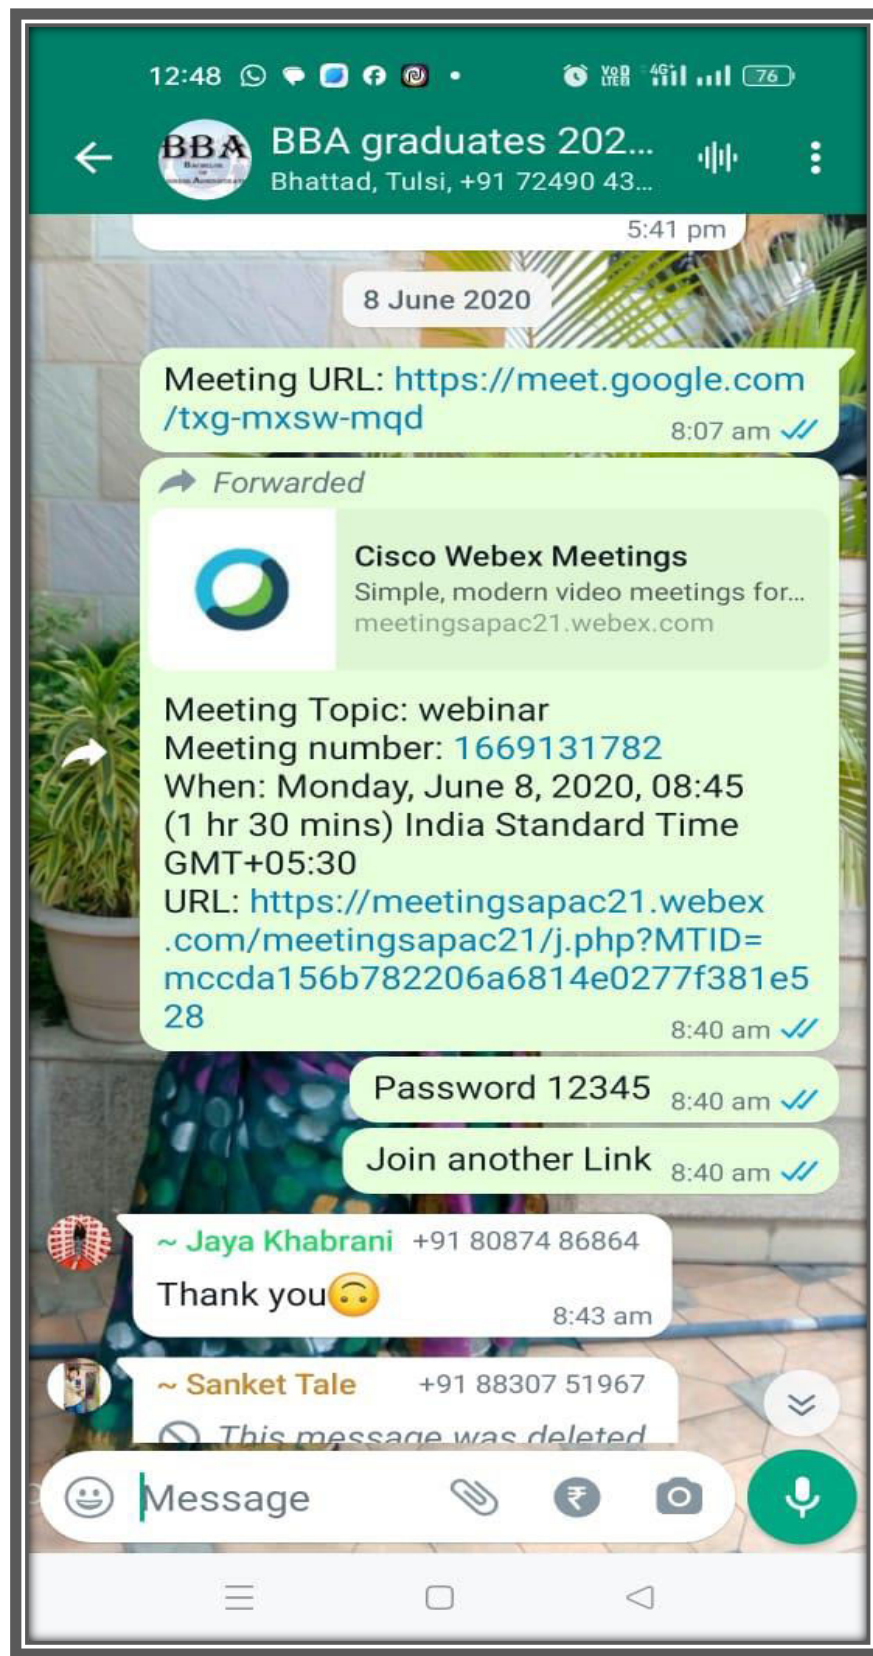 12:48
VoD LTE2 4G+ 76
BBA
BBA graduates 202...
Bhattad, Tulsi, +91 72490 43...
5:41 pm
8 June 2020
Meeting URL: https://meet.google.com
/txg-mxsw-mqd
8:07 am
Forwarded
Cisco Webex Meetings
Simple, modern video meetings for...
meetingsapac21.webex.com
Meeting Topic: webinar
Meeting number: 1669131782
When: Monday, June 8, 2020, 08:45
(1 hr 30 mins) India Standard Time
GMT+05:30
URL: https://meetingsapac21.webex
.com/meetingsapac21/j.php?MTID=
mccda156b782206a6814e0277f381e5
28
8:40 am
Password 12345 8:40 am
Join another Link 8:40 am
~ Jaya Khabrani +91 80874 86864
Thank you🙃
8:43 am
~ Sanket Tale +91 88307 51967
This message was deleted
Message